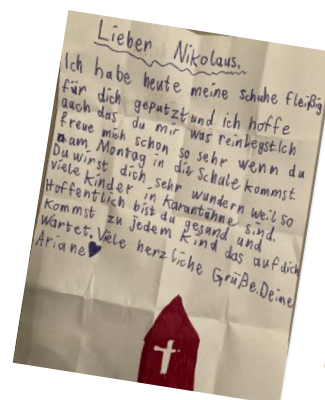 Lieber Nikolaus.
Ich habe heute meine schuhe fleißig
für dich geputzt und ich hoffe
auch das du mir was reinlegst.Ich
freue mich schon so sehr wenn du
am Montag in die Schule kommst.
Du wirst dich sehr wundern weil so
viele Kinder in Karantähne sind.
Hoffentlich bist du gesund und
kommst zu jedem Kind das auf dich
wartet. Viele herzliche Grüße. Deine
Ariane